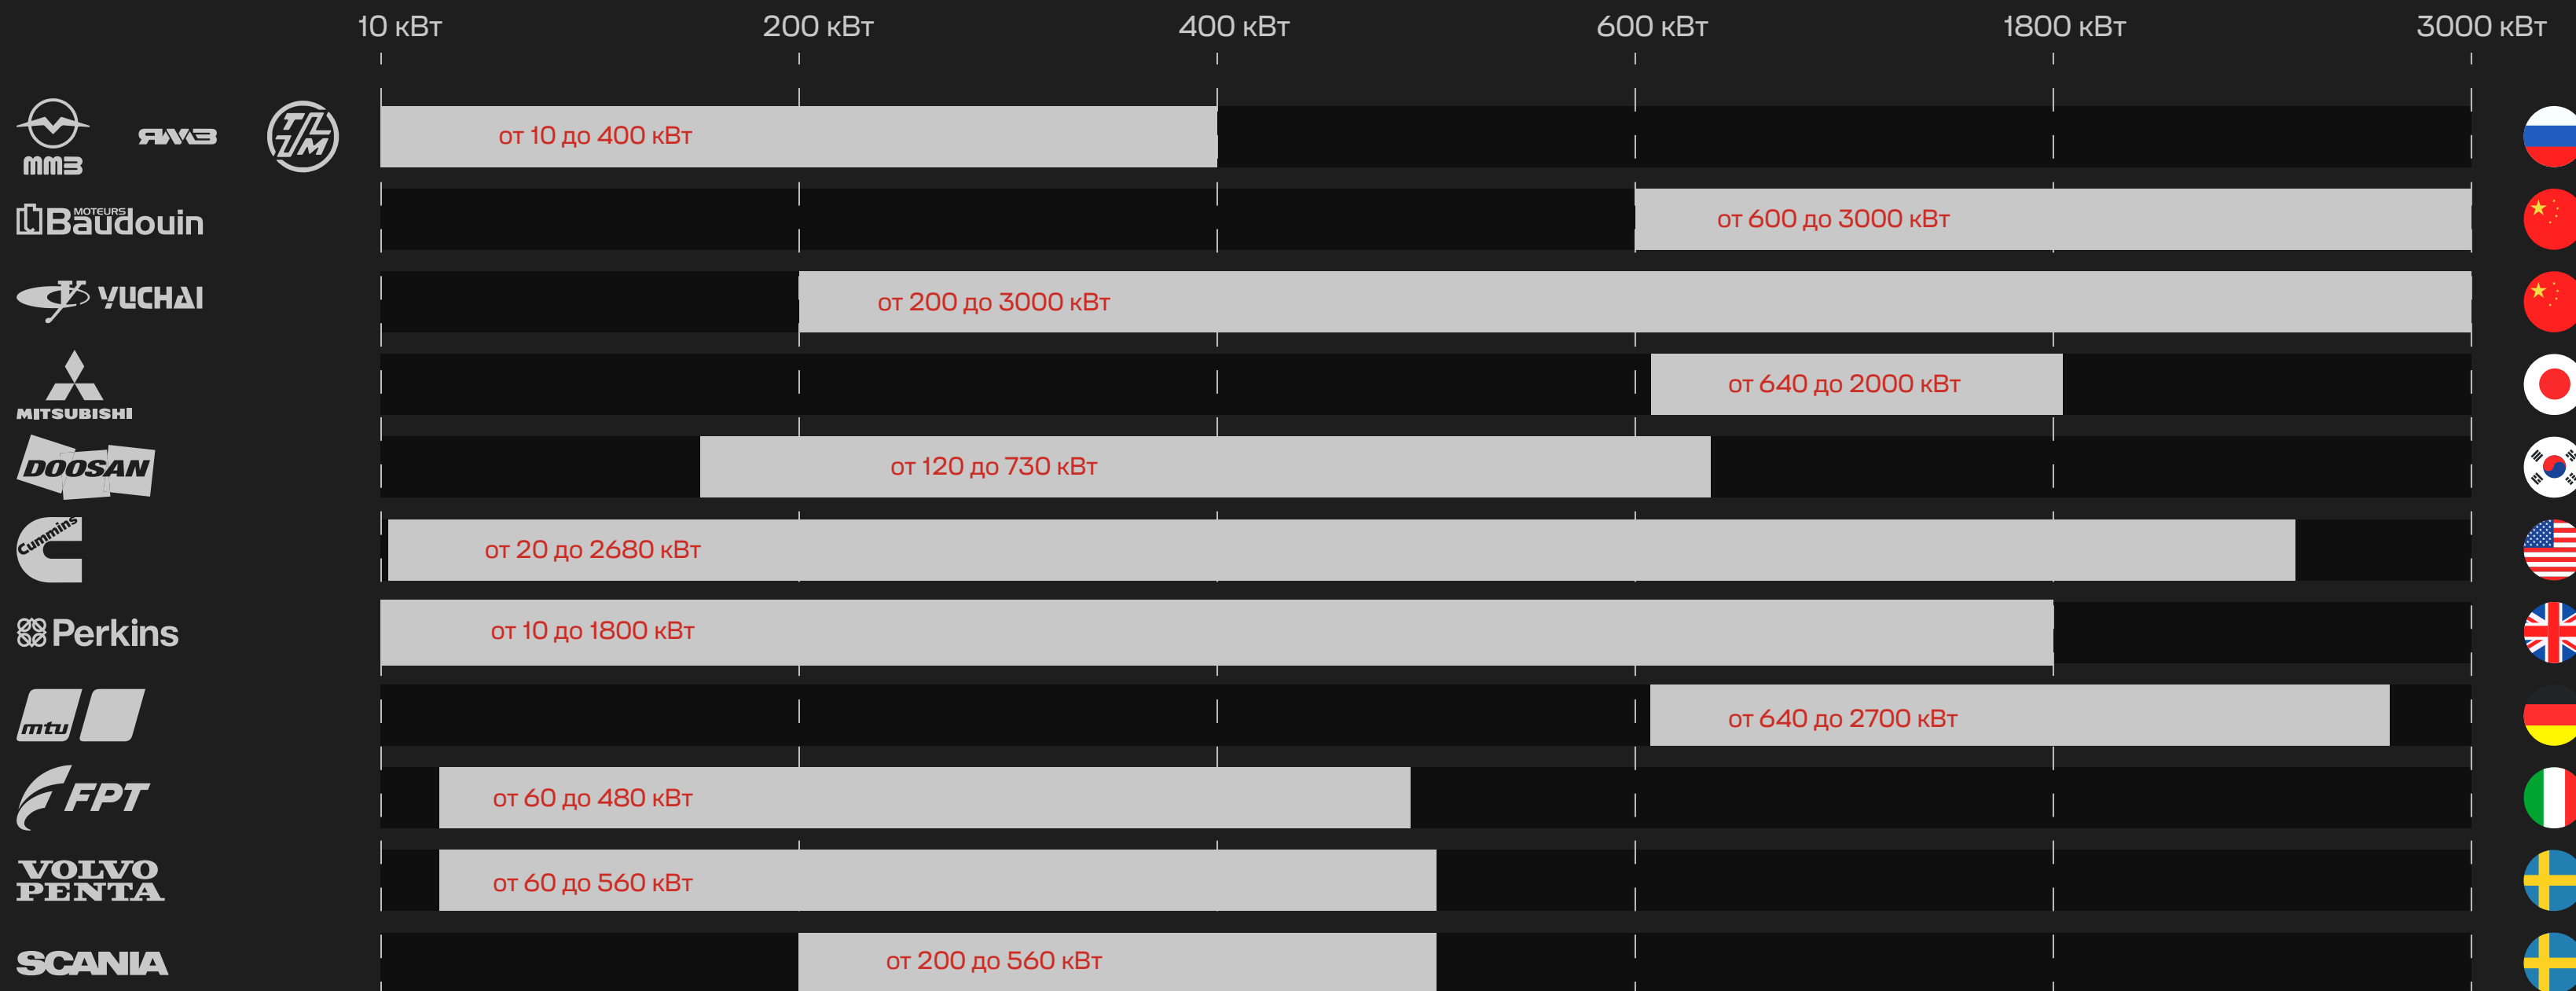 10 кВт 200 кВт 400 кВт 600 кВт 1800 кВт 3000 кВт
ММЗ ЯМЗ ТМЗ от 10 до 400 кВт
MOTEURS
Baudouin от 600 до 3000 кВт
YUCHAI от 200 до 3000 кВт
MITSUBISHI от 640 до 2000 кВт
DOOSAN от 120 до 730 кВт
Cummins от 20 до 2680 кВт
Perkins от 10 до 1800 кВт
mtu от 640 до 2700 кВт
FPT от 60 до 480 кВт
VOLVO
PENTA от 60 до 560 кВт
SCANIA от 200 до 560 кВт